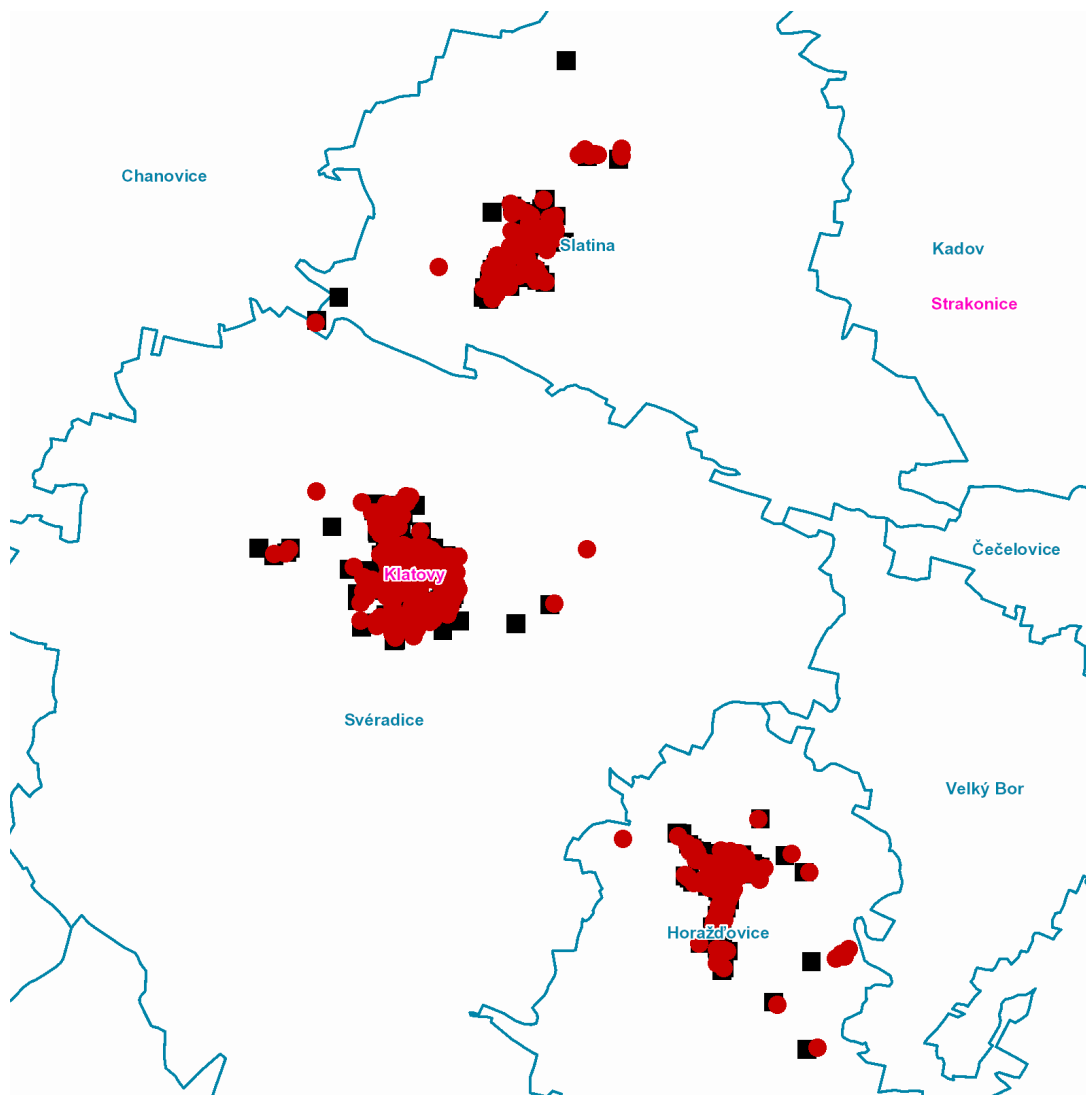 Chanovice
Slatina
Kadov
Strakonice
Čečelovice
Klatovy
Svéradice
Velký Bor
Horažďovice